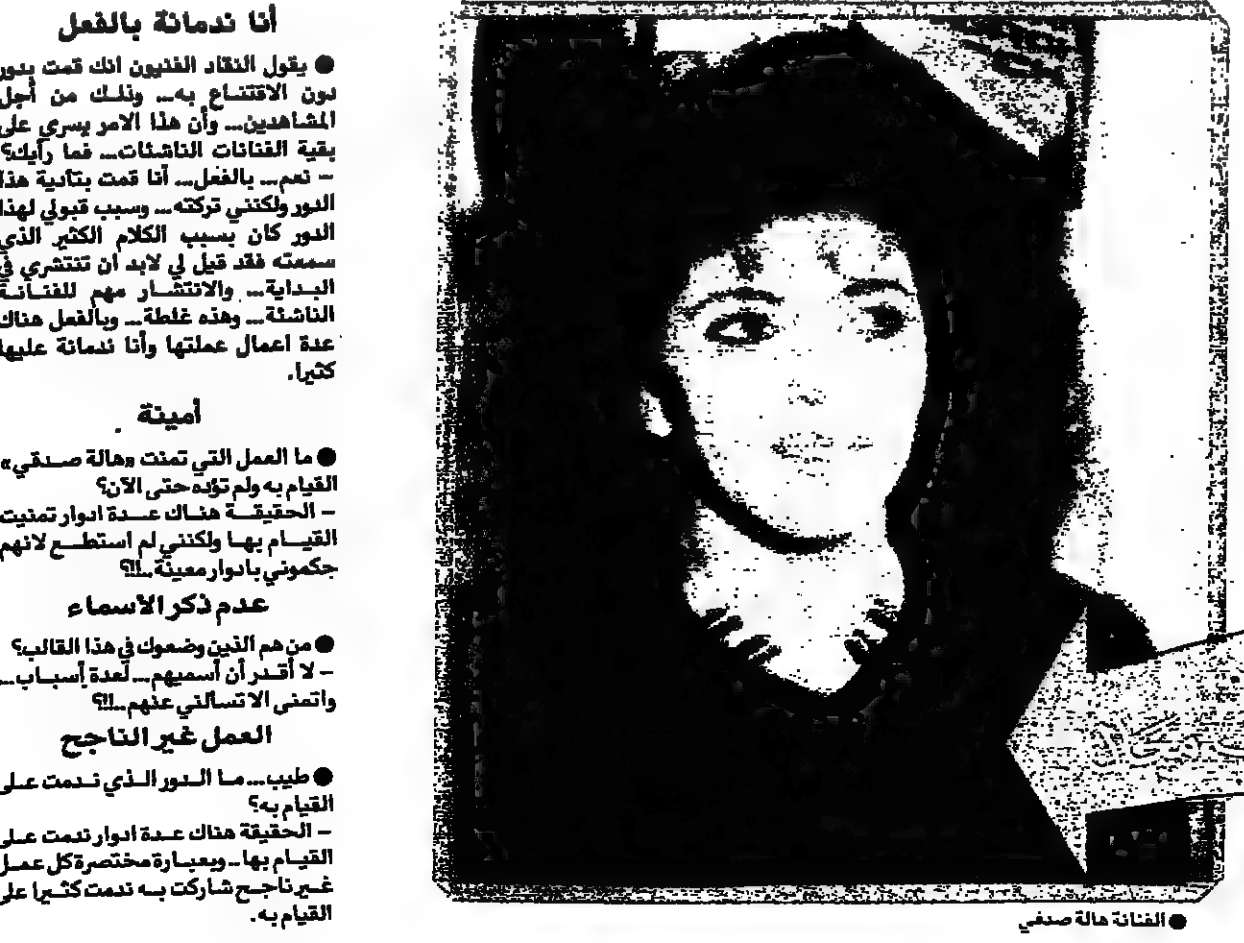 أنا ندمانة بالفعل
● يقول النقاد الفنيون انك قمت بدور
دون الاقتناع به... وذلك من أجل
المشاهدين... وأن هذا الامر يسري على
بقية الفنانات الناشئات... فما رأيك؟
– نعم... بالفعل... أنا قمت بتأدية هذا
الدور ولكنني تركته... وسبب قبولي لهذا
الدور كان بسبب الكلام الكثير الذي
سمعته فقد قيل لي لابد ان تنتشري في
البداية... والانتشار مهم للفنانة
الناشئة... وهذه غلطة... وبالفعل هناك
عدة اعمال عملتها وأنا ندمانة عليها
كثيرا.
أمينة
● ما العمل التي تمنت «هالة صدقي»
القيام به ولم تؤده حتى الآن؟
– الحقيقة هناك عدة ادوار تمنيت
القيام بها ولكنني لم استطع لانهم
حكموني بادوار معينة..!!؟
عدم ذكر الاسماء
● من هم الذين وضعوك في هذا القالب؟
– لا أقدر أن أسميهم... لعدة أسباب...
واتمنى الا تسالني عنهم..!!؟
العمل غير الناجح
● طيب... ما الدور الذي ندمت على
القيام به؟
– الحقيقة هناك عدة ادوار ندمت على
القيام بها.. وبعبارة مختصرة كل عمل
غير ناجح شاركت به ندمت كثيرا على
القيام به.
● الفنانة هالة صدقي